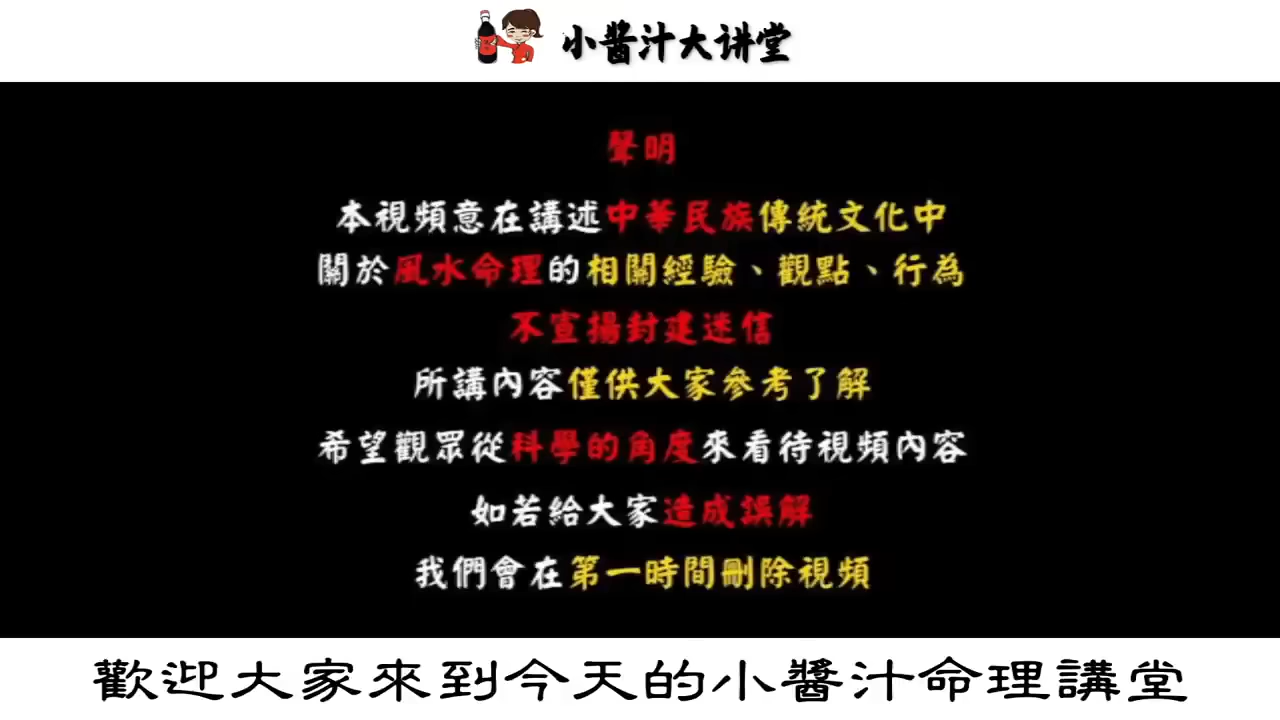 小醬汁大讲堂
聲明
本視頻意在講述中華民族傳統文化中
關於風水命理的相關經驗、觀點、行為
不宣揚封建迷信
所講內容僅供大家參考了解
希望觀眾從科學的角度來看待視頻內容
如若給大家造成誤解
我們會在第一時間刪除視頻
歡迎大家來到今天的小醬汁命理講堂